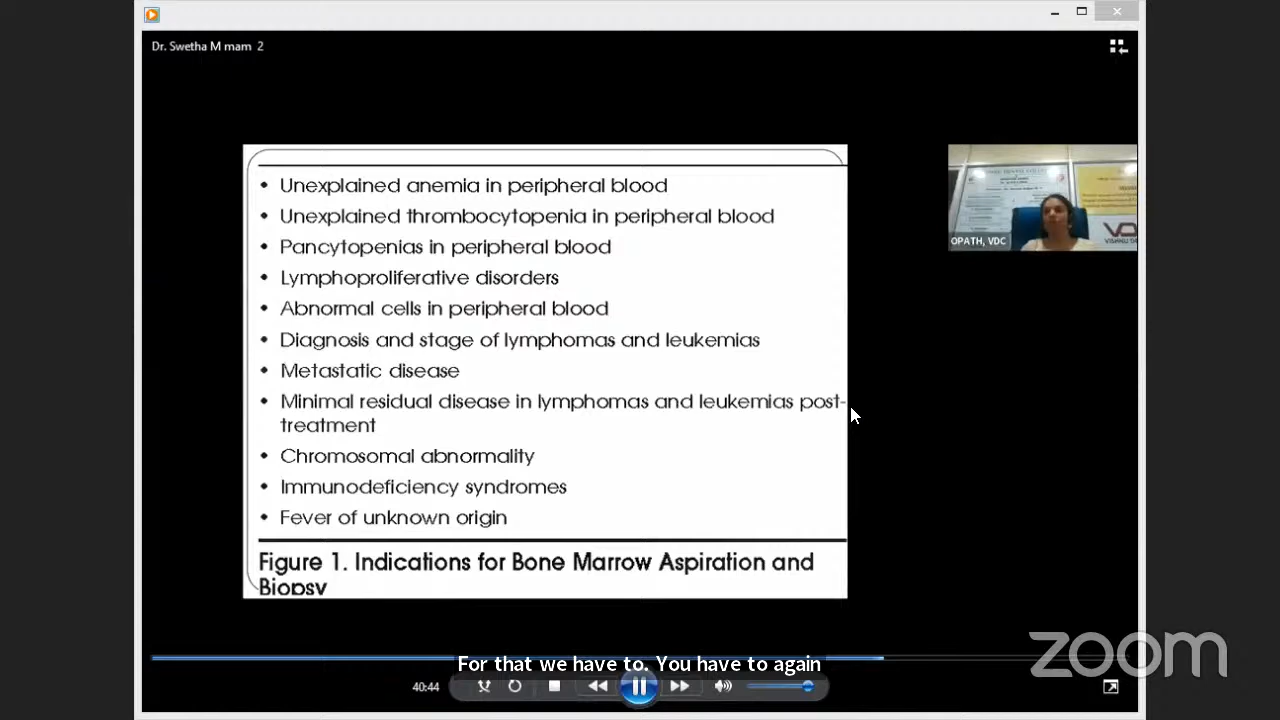 Dr. Swetha M mam 2
• Unexplained anemia in peripheral blood
• Unexplained thrombocytopenia in peripheral blood
• Pancytopenias in peripheral blood
• Lymphoproliferative disorders
• Abnormal cells in peripheral blood
• Diagnosis and stage of lymphomas and leukemias
• Metastatic disease
• Minimal residual disease in lymphomas and leukemias post-
treatment
• Chromosomal abnormality
• Immunodeficiency syndromes
• Fever of unknown origin
Figure 1. Indications for Bone Marrow Aspiration and
Biopsy
OPATH, VDC
For that we have to. You have to again
40:44
zoom